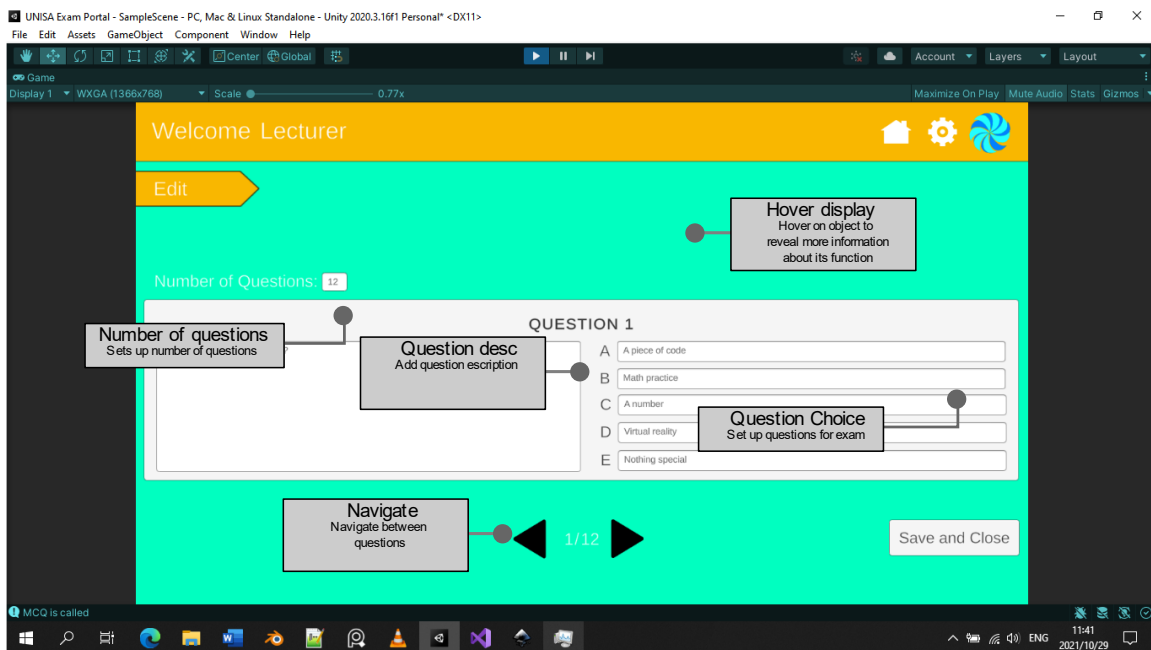 UNISA Exam Portal - SampleScene - PC, Mac & Linux Standalone - Unity 2020.3.16f1 Personal* <DX11>
File Edit Assets GameObject Component Window Help
Center Global
Account Layers Layout
Game
Display 1 WXGA (1366x768) Scale 0.77x Maximize On Play Mute Audio Stats Gizmos
Welcome Lecturer
Edit
Hover display
Hover on object to
reveal more information
about its function
Number of Questions: 12
Number of questions
Sets up number of questions
QUESTION 1
?
Question desc
Add question escription
A A piece of code
B Math practice
C A number
D Virtual reality
E Nothing special
Question Choice
Set up questions for exam
Navigate
Navigate between
questions
1/12
Save and Close
MCQ is called
ENG
11:41
2021/10/29